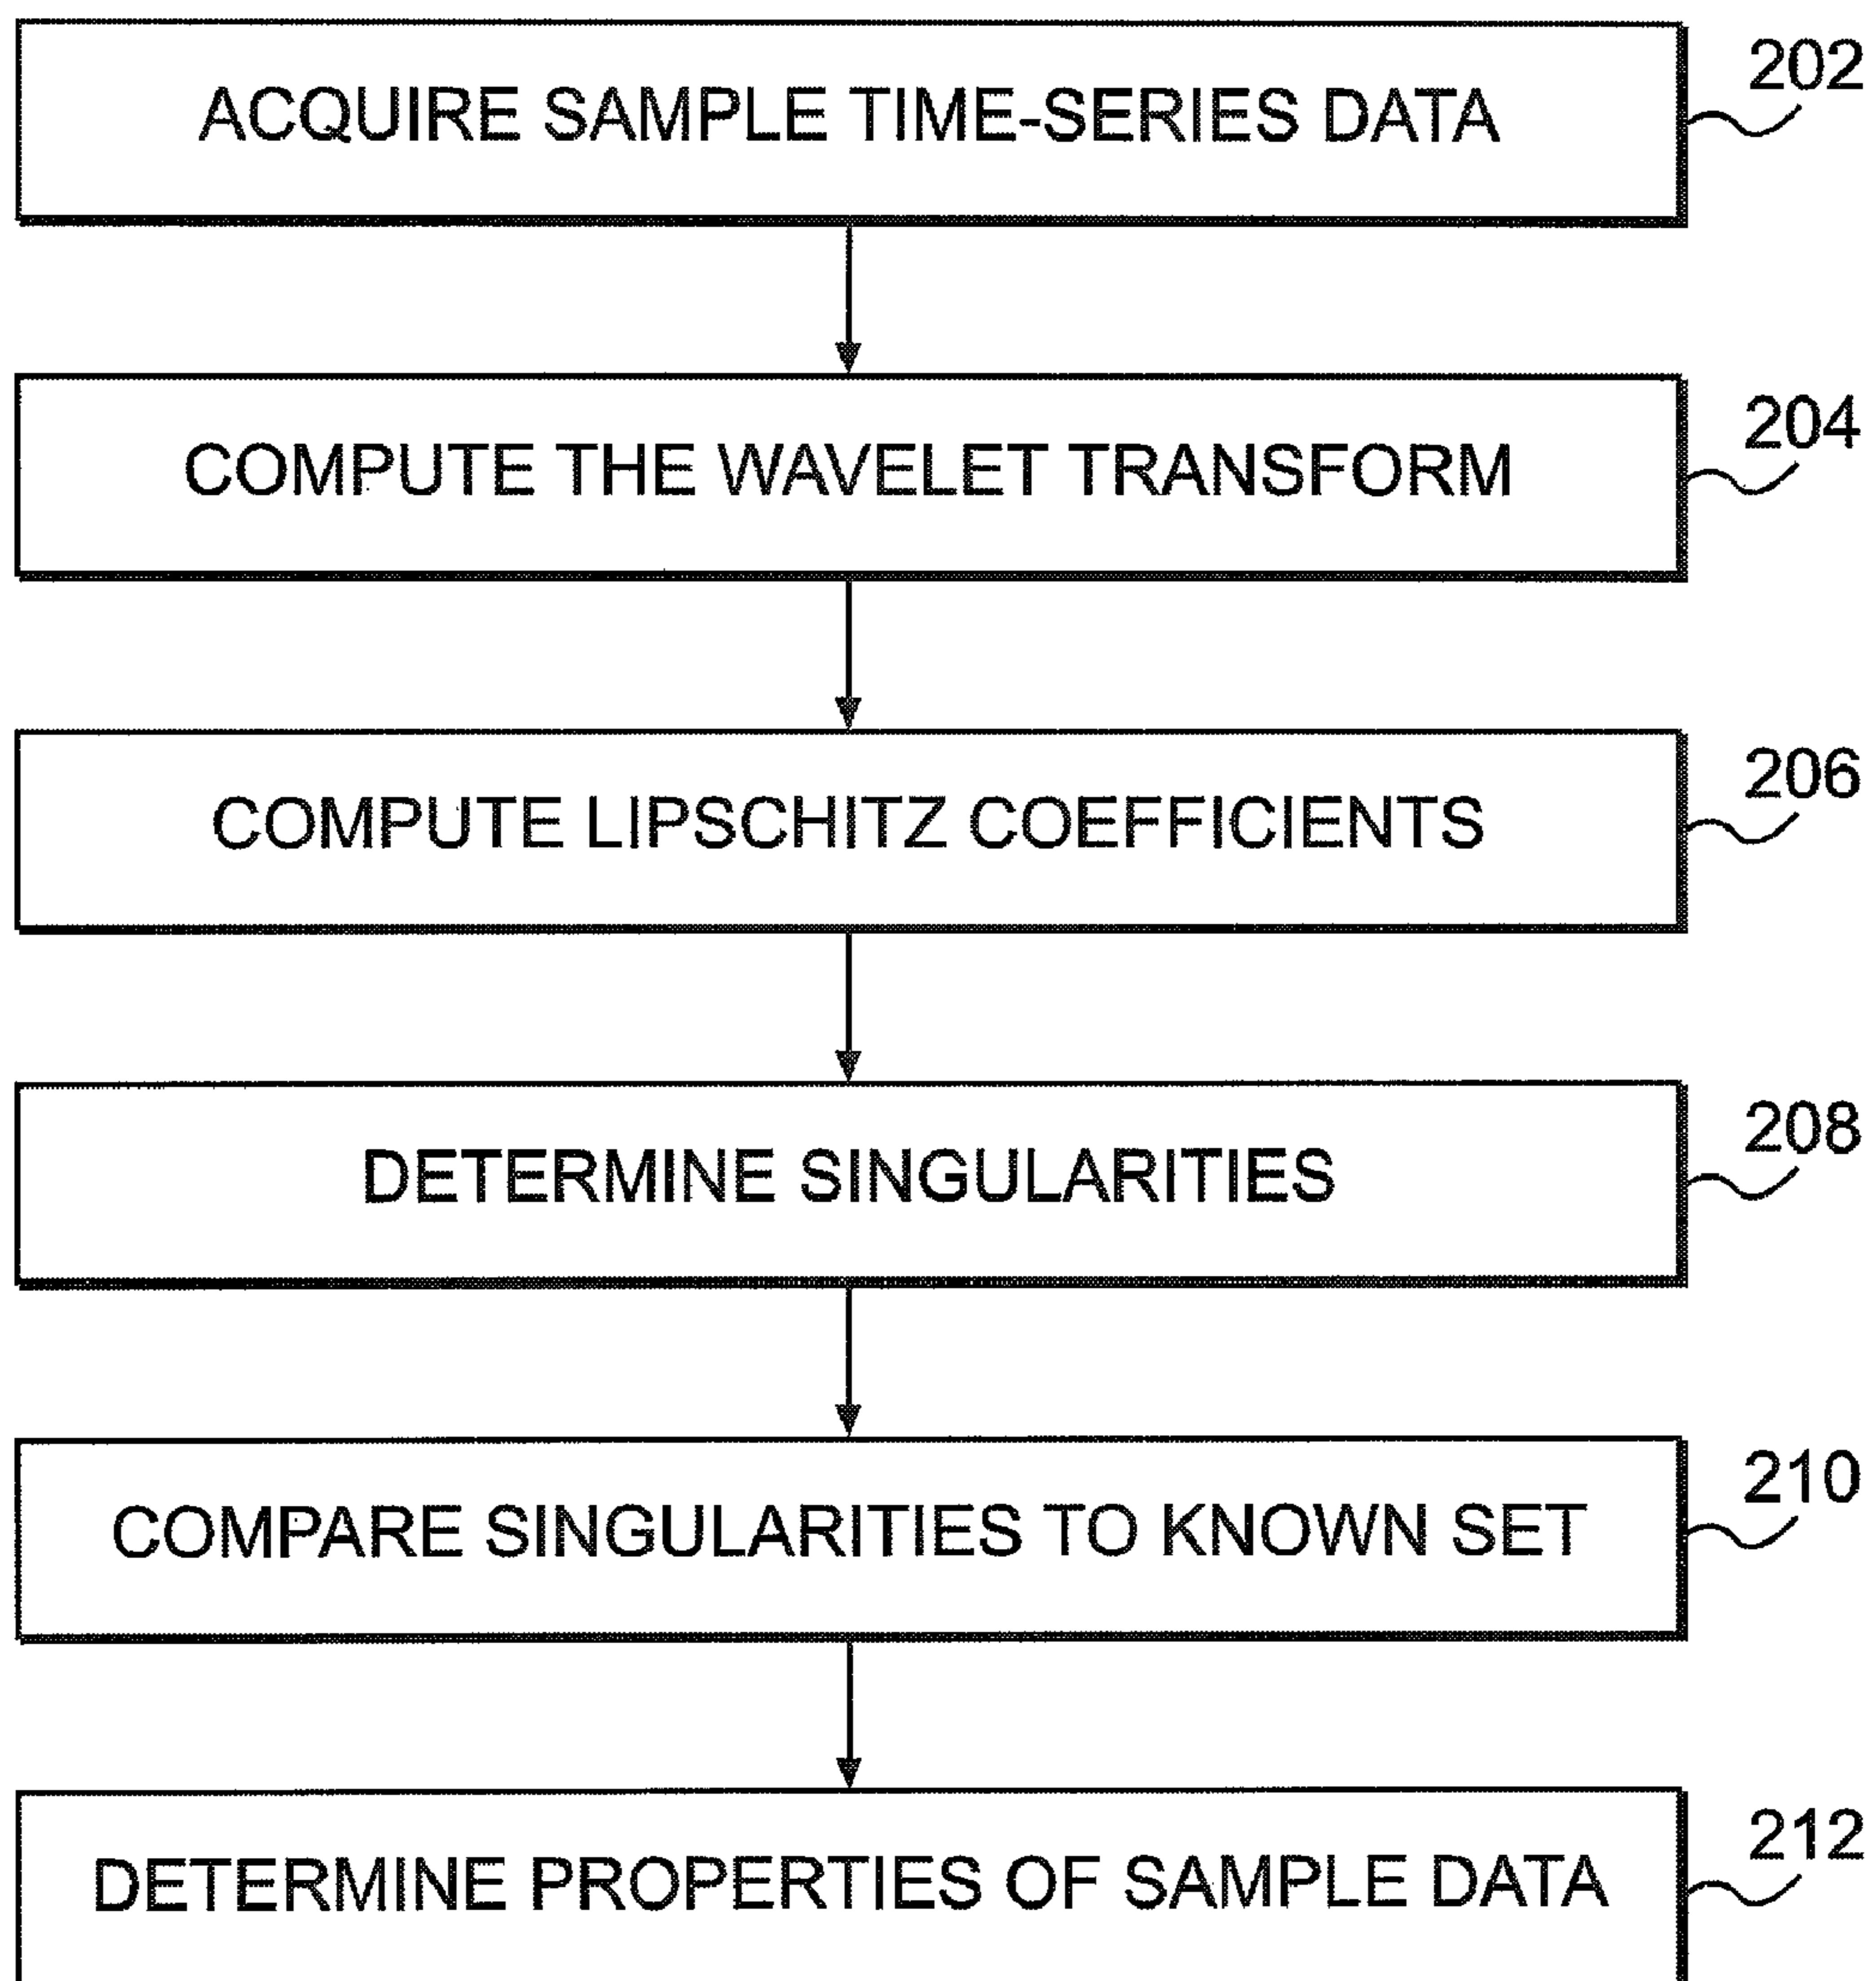 ACQUIRE SAMPLE TIME-SERIES DATA
202
COMPUTE THE WAVELET TRANSFORM
204
COMPUTE LIPSCHITZ COEFFICIENTS
206
DETERMINE SINGULARITIES
208
COMPARE SINGULARITIES TO KNOWN SET
210
DETERMINE PROPERTIES OF SAMPLE DATA
212